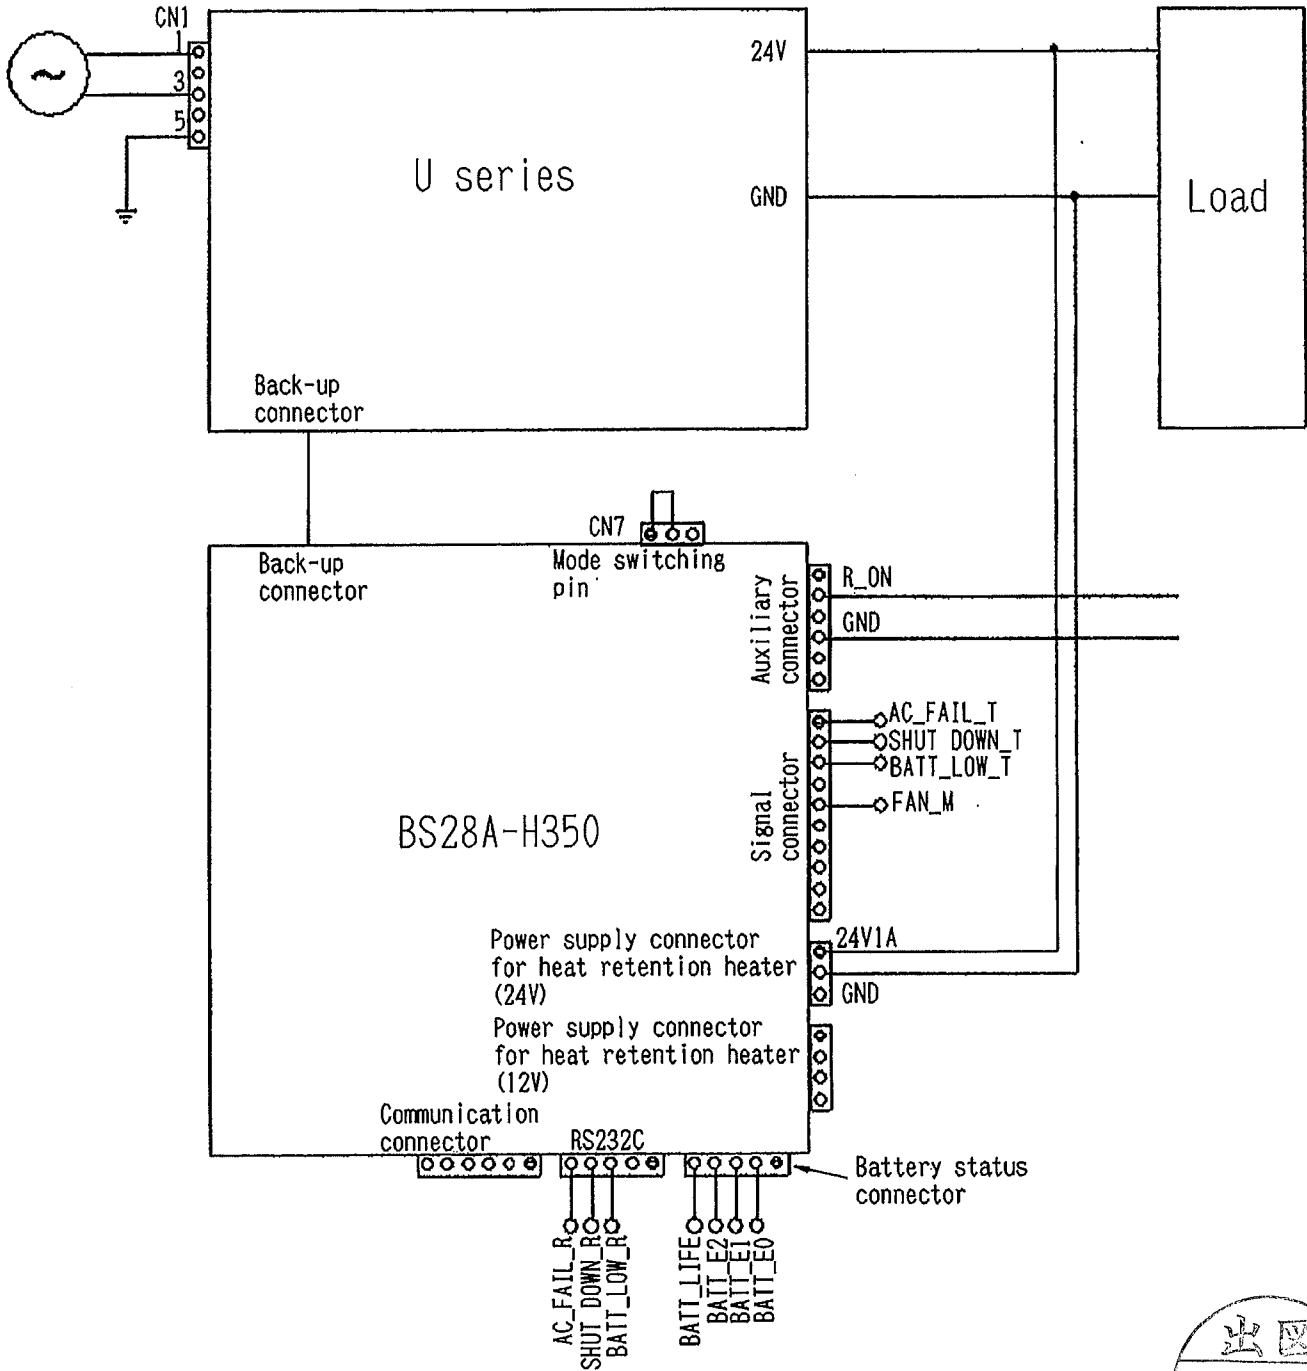 CN1
1
3
5
~
24V
GND
U series
Load
Back-up
connector
CN7
Back-up
connector
Mode switching
pin
Auxiliary
connector
R_ON
GND
Signal
connector
AC_FAIL_T
SHUT DOWN_T
BATT_LOW_T
FAN_M
BS28A-H350
Power supply connector
for heat retention heater
(24V)
24V1A
GND
Power supply connector
for heat retention heater
(12V)
Communication
connector
RS232C
Battery status
connector
AC_FAIL_R
SHUT DOWN_R
BATT_LOW_R
BATT_LIFE
BATT_E2
BATT_E1
BATT_E0
出図